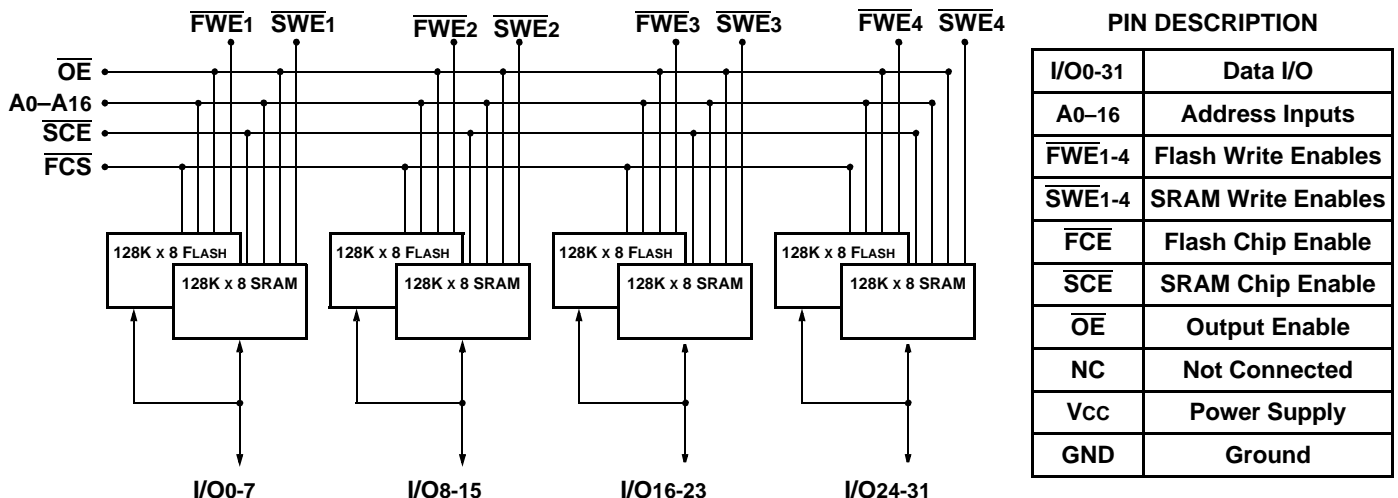 FWE1 SWE1 FWE2 SWE2 FWE3 SWE3 FWE4 SWE4
OE
A0–A16
SCE
FCS
128K x 8 FLASH
128K x 8 SRAM
128K x 8 FLASH
128K x 8 SRAM
128K x 8 FLASH
128K x 8 SRAM
128K x 8 FLASH
128K x 8 SRAM
I/O0-7 I/O8-15 I/O16-23 I/O24-31
PIN DESCRIPTION
I/O0-31 Data I/O
A0–16 Address Inputs
FWE1-4 Flash Write Enables
SWE1-4 SRAM Write Enables
FCE Flash Chip Enable
SCE SRAM Chip Enable
OE Output Enable
NC Not Connected
VCC Power Supply
GND Ground